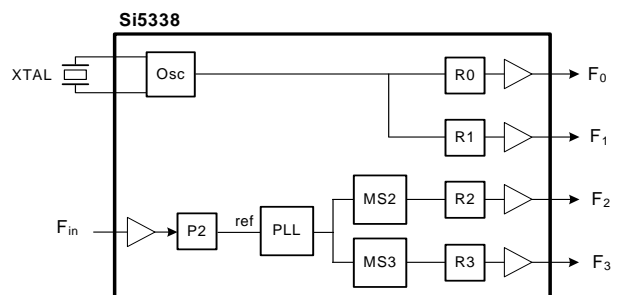 Si5338
XTAL
Osc
R0
F0
R1
F1
MS2
R2
F2
Fin
P2
ref
PLL
MS3
R3
F3